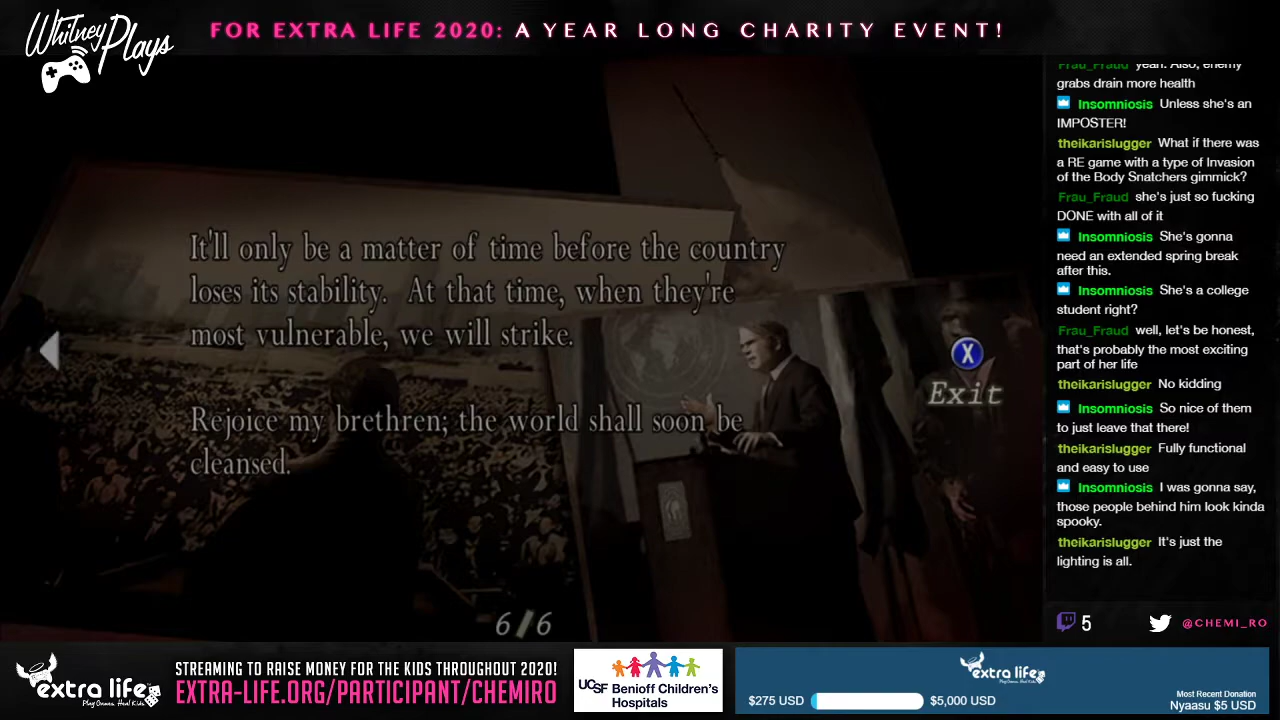 Whitney Plays
FOR EXTRA LIFE 2020: A YEAR LONG CHARITY EVENT!
It'll only be a matter of time before the country
loses its stability. At that time, when they're
most vulnerable, we will strike.
Rejoice my brethren; the world shall soon be
cleansed.
X
Exit
6/6
Frau_Fraud yeah. Also, enemy
grabs drain more health
Insomniosis Unless she's an
IMPOSTER!
theikarislugger What if there was
a RE game with a type of Invasion
of the Body Snatchers gimmick?
Frau_Fraud she's just so fucking
DONE with all of it
Insomniosis She's gonna
need an extended spring break
after this.
Insomniosis She's a college
student right?
Frau_Fraud well, let's be honest,
that's probably the most exciting
part of her life
theikarislugger No kidding
Insomniosis So nice of them
to just leave that there!
theikarislugger Fully functional
and easy to use
Insomniosis I was gonna say,
those people behind him look kinda
spooky.
theikarislugger It's just the
lighting is all.
5 @CHEMI_RO
extra life
Play Games. Heal Kids.
STREAMING TO RAISE MONEY FOR THE KIDS THROUGHOUT 2020!
EXTRA-LIFE.ORG/PARTICIPANT/CHEMIRO
UCSF Benioff Children's
Hospitals
extra life
Play Games. Heal Kids.
$275 USD $5,000 USD
Most Recent Donation
Nyaasu $5 USD